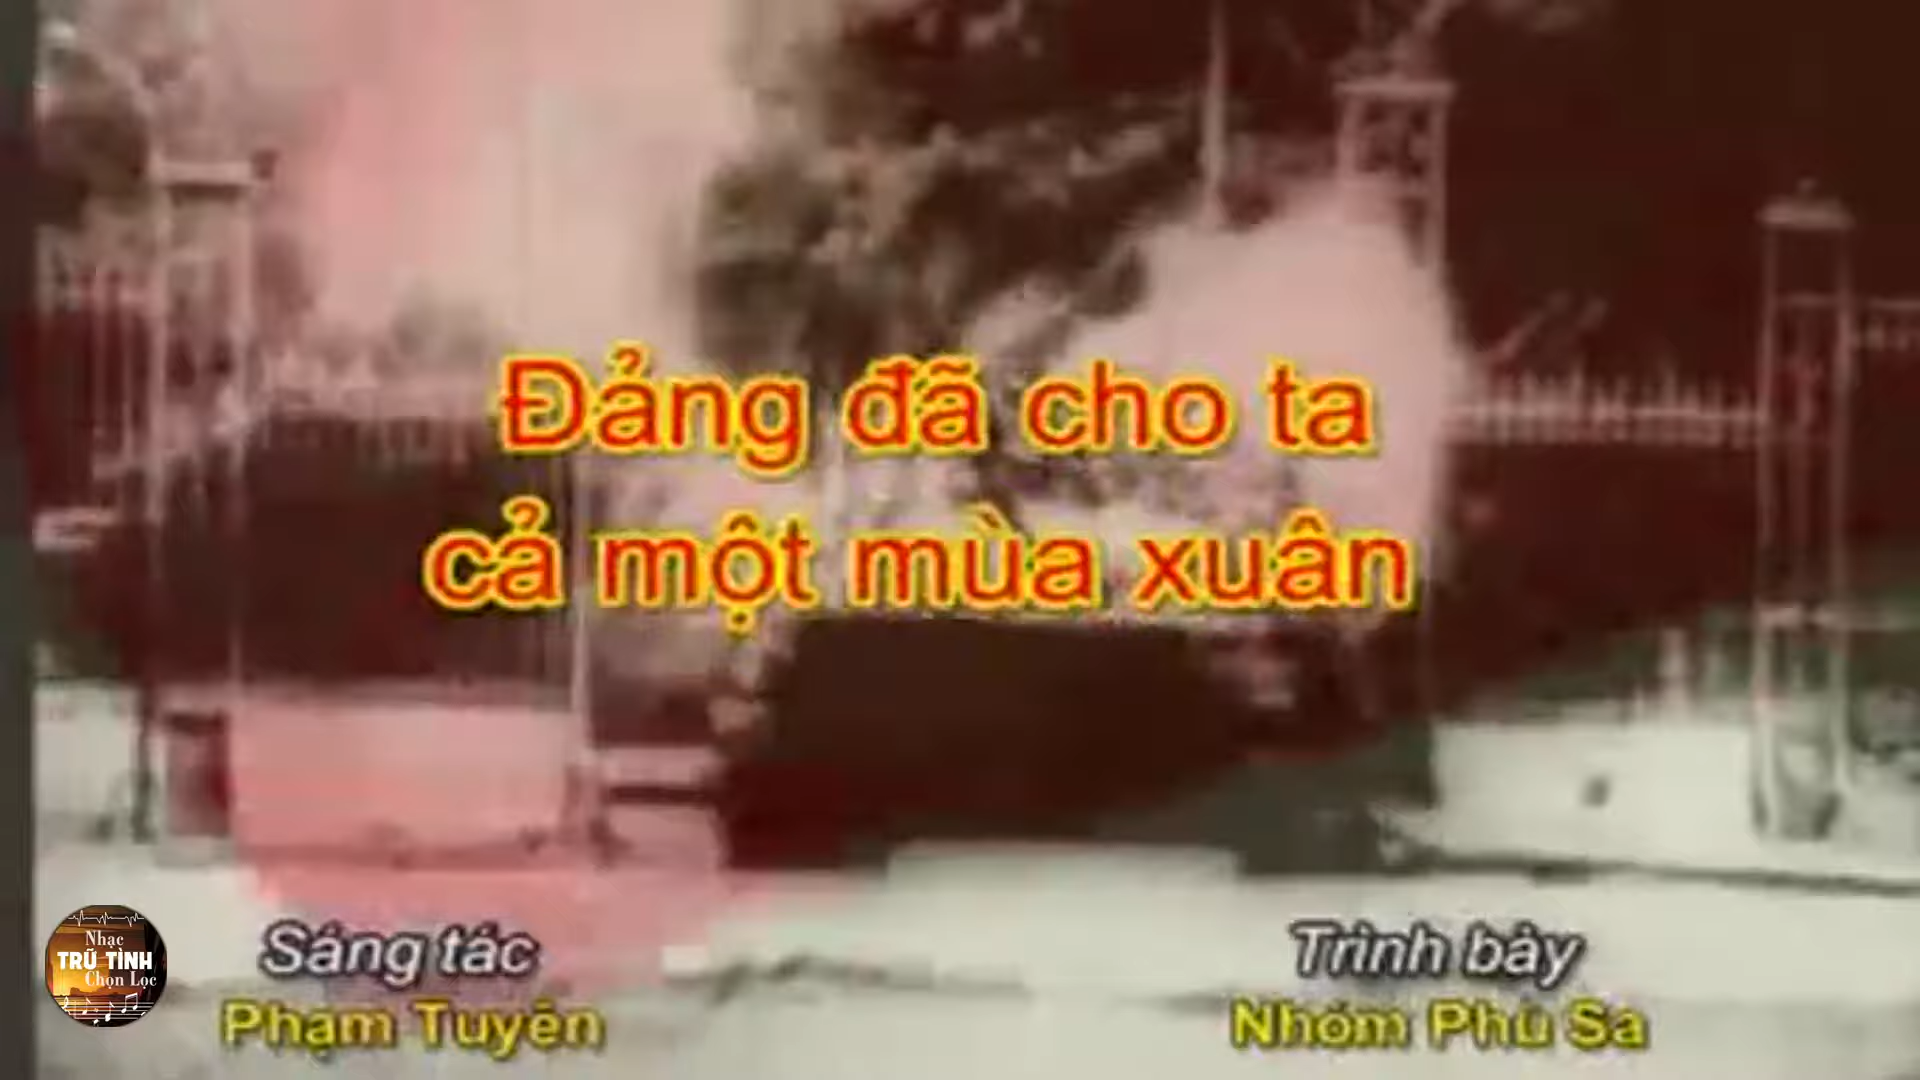 Đảng đã cho ta
cả một mùa xuân
Sáng tác
Phạm Tuyên
Trình bày
Nhóm Phù Sa
Nhạc
TRỮ TÌNH
Chọn Lọc